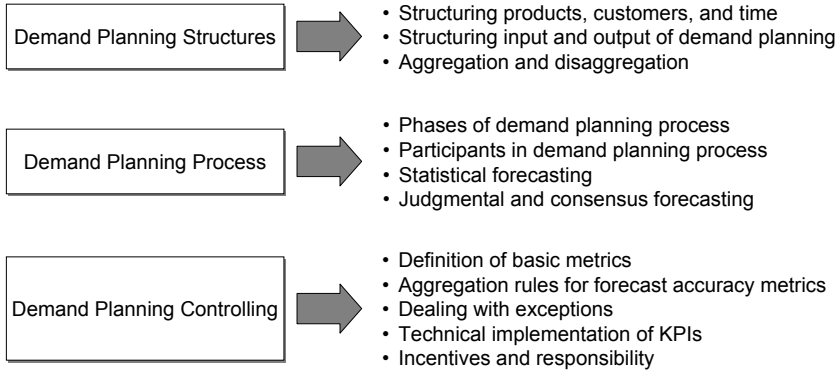 Demand Planning Structures
• Structuring products, customers, and time
• Structuring input and output of demand planning
• Aggregation and disaggregation
Demand Planning Process
• Phases of demand planning process
• Participants in demand planning process
• Statistical forecasting
• Judgmental and consensus forecasting
Demand Planning Controlling
• Definition of basic metrics
• Aggregation rules for forecast accuracy metrics
• Dealing with exceptions
• Technical implementation of KPIs
• Incentives and responsibility